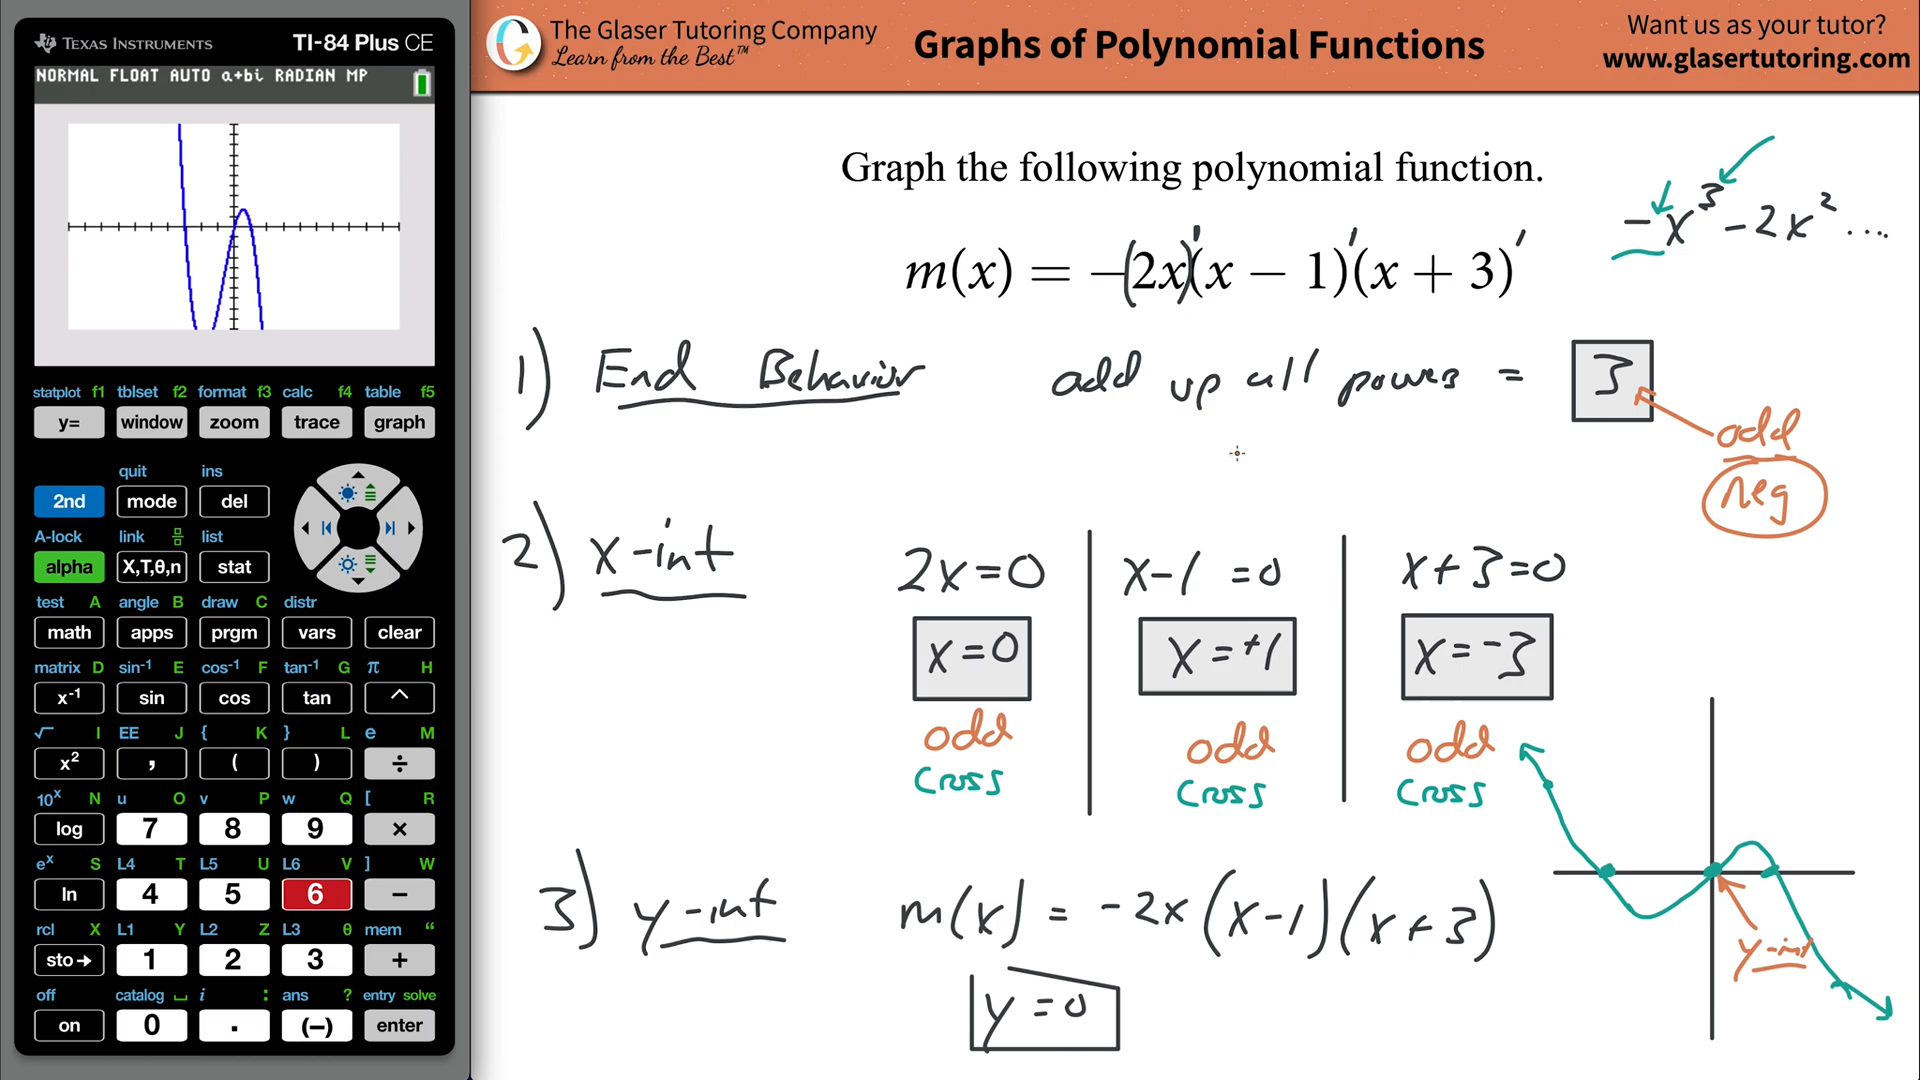 TEXAS INSTRUMENTS TI-84 Plus CE
NORMAL FLOAT AUTO a+bi RADIAN MP
statplot f1 tblset f2 format f3 calc f4 table f5
y= window zoom trace graph
quit ins
2nd mode del
A-lock link list
alpha X,T,θ,n stat
test A angle B draw C distr
math apps prgm vars clear
matrix D sin⁻¹ E cos⁻¹ F tan⁻¹ G π H
x⁻¹ sin cos tan ^
√ I EE J { K } L e M
x² , ( ) ÷
10ˣ N u O v P w Q [ R
log 7 8 9 ×
eˣ S L4 T L5 U L6 V ] W
ln 4 5 6 −
rcl X L1 Y L2 Z L3 θ mem "
sto→ 1 2 3 +
off catalog ⎵ i : ans ? entry solve
on 0 . (−) enter
The Glaser Tutoring Company
Learn from the Best™
Graphs of Polynomial Functions
Want us as your tutor?
www.glasertutoring.com
Graph the following polynomial function.
m(x) = −(2x)'(x − 1)'(x + 3)'
-x³ -2x² ....
1) End Behavior add up all powers = 3
odd
neg
2) x-int
2x=0 x-1 =0 x+3=0
x=0 x=+1 x=-3
odd odd odd
cross cross cross
3) y-int m(x) = -2x(x-1)(x+3)
y=0
y-int